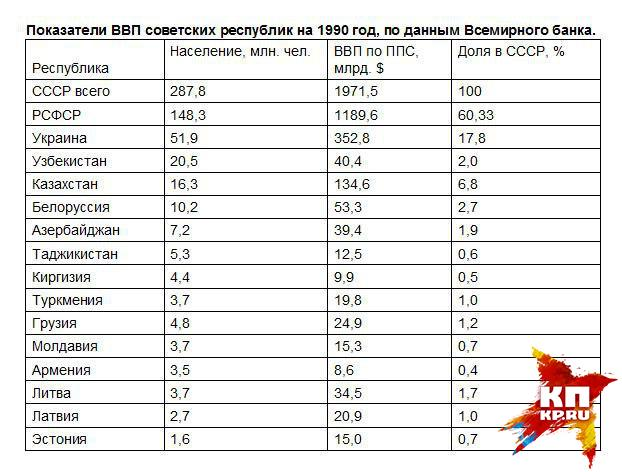 Показатели ВВП советских республик на 1990 год, по данным Всемирного банка.
Республика Население, млн. чел. ВВП по ППС, млрд. $ Доля в СССР, %
СССР всего 287,8 1971,5 100
РСФСР 148,3 1189,6 60,33
Украина 51,9 352,8 17,8
Узбекистан 20,5 40,4 2,0
Казахстан 16,3 134,6 6,8
Белоруссия 10,2 53,3 2,7
Азербайджан 7,2 39,4 1,9
Таджикистан 5,3 12,5 0,6
Киргизия 4,4 9,9 0,5
Туркмения 3,7 19,8 1,0
Грузия 4,8 24,9 1,2
Молдавия 3,7 15,3 0,7
Армения 3,5 8,6 0,4
Литва 3,7 34,5 1,7
Латвия 2,7 20,9 1,0
Эстония 1,6 15,0 0,7
КП
KP.RU